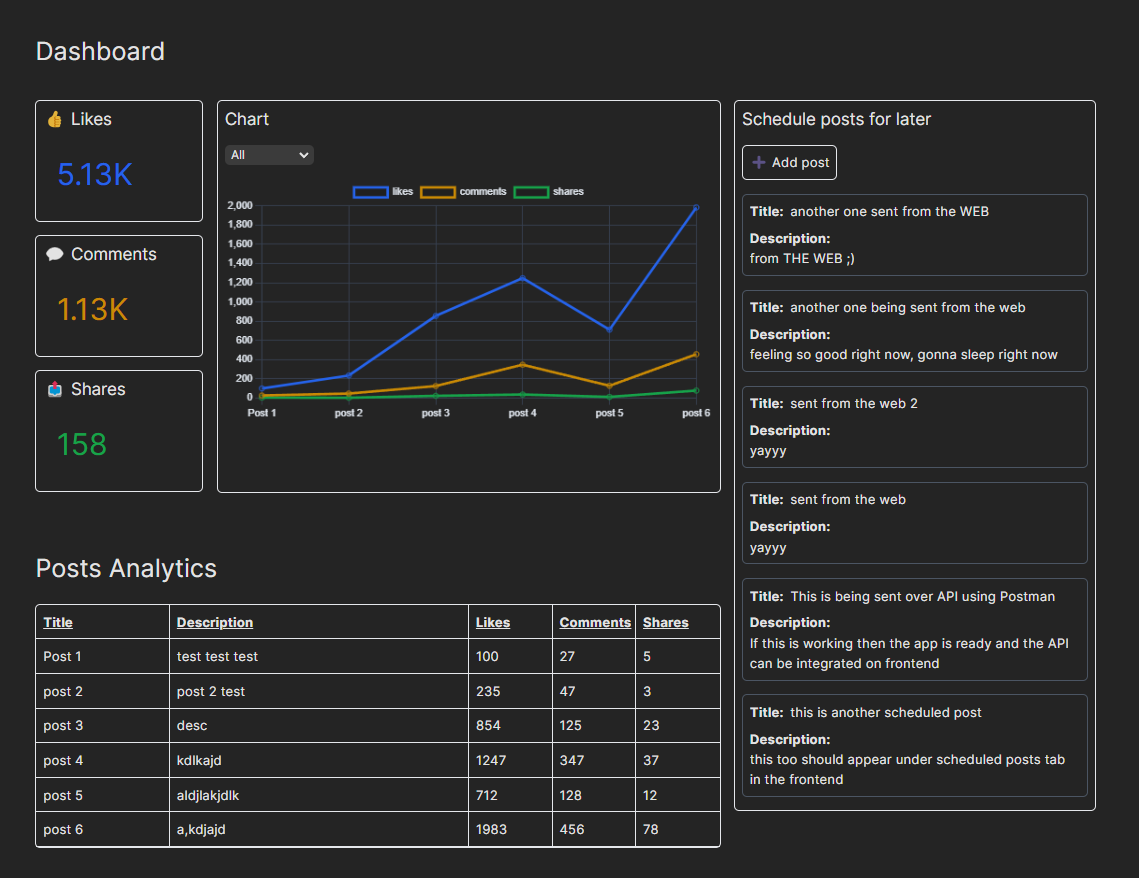 Dashboard
👍 Likes
5.13K
💬 Comments
1.13K
📤 Shares
158
Chart
All
likes comments shares
2,000
1,800
1,600
1,400
1,200
1,000
800
600
400
200
0
Post 1 post 2 post 3 post 4 post 5 post 6
Posts Analytics
Title Description Likes Comments Shares
Post 1 test test test 100 27 5
post 2 post 2 test 235 47 3
post 3 desc 854 125 23
post 4 kdlkajd 1247 347 37
post 5 aldjlakjdlk 712 128 12
post 6 a,kdjajd 1983 456 78
Schedule posts for later
➕ Add post
Title: another one sent from the WEB
Description:
from THE WEB ;)
Title: another one being sent from the web
Description:
feeling so good right now, gonna sleep right now
Title: sent from the web 2
Description:
yayyy
Title: sent from the web
Description:
yayyy
Title: This is being sent over API using Postman
Description:
If this is working then the app is ready and the API
can be integrated on frontend
Title: this is another scheduled post
Description:
this too should appear under scheduled posts tab
in the frontend